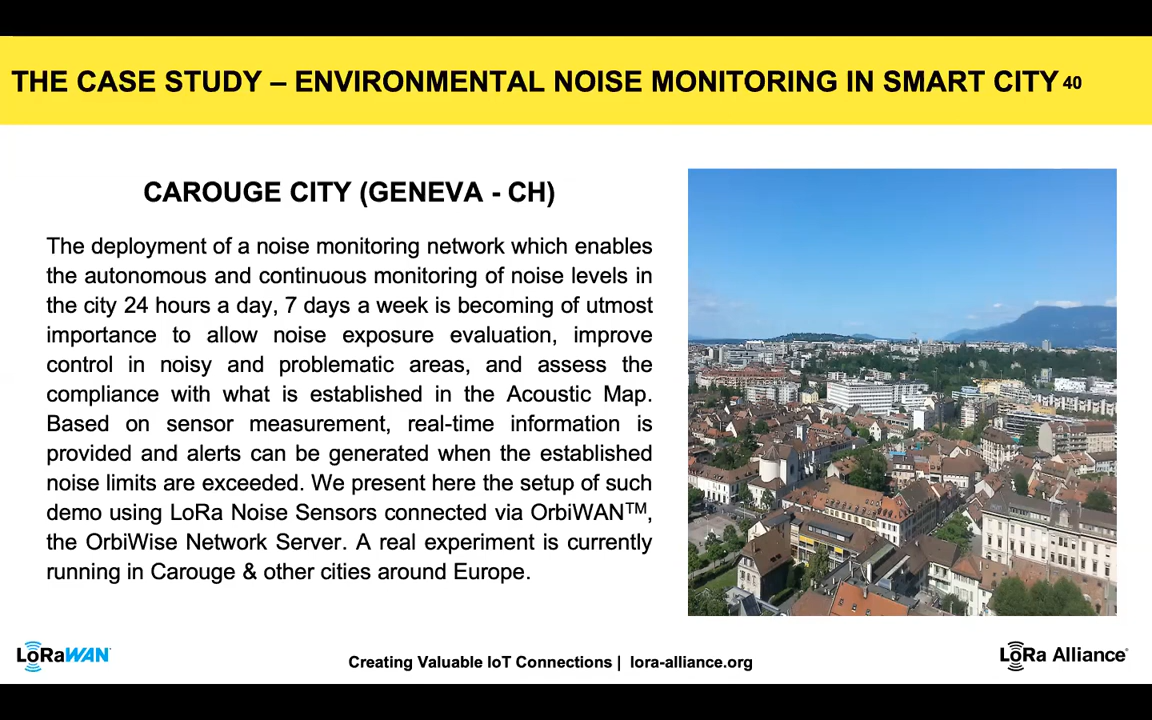 THE CASE STUDY – ENVIRONMENTAL NOISE MONITORING IN SMART CITY 40
CAROUGE CITY (GENEVA - CH)
The deployment of a noise monitoring network which enables
the autonomous and continuous monitoring of noise levels in
the city 24 hours a day, 7 days a week is becoming of utmost
importance to allow noise exposure evaluation, improve
control in noisy and problematic areas, and assess the
compliance with what is established in the Acoustic Map.
Based on sensor measurement, real-time information is
provided and alerts can be generated when the established
noise limits are exceeded. We present here the setup of such
demo using LoRa Noise Sensors connected via OrbiWAN™,
the OrbiWise Network Server. A real experiment is currently
running in Carouge & other cities around Europe.
LoRaWAN
Creating Valuable IoT Connections | lora-alliance.org
LoRa Alliance®